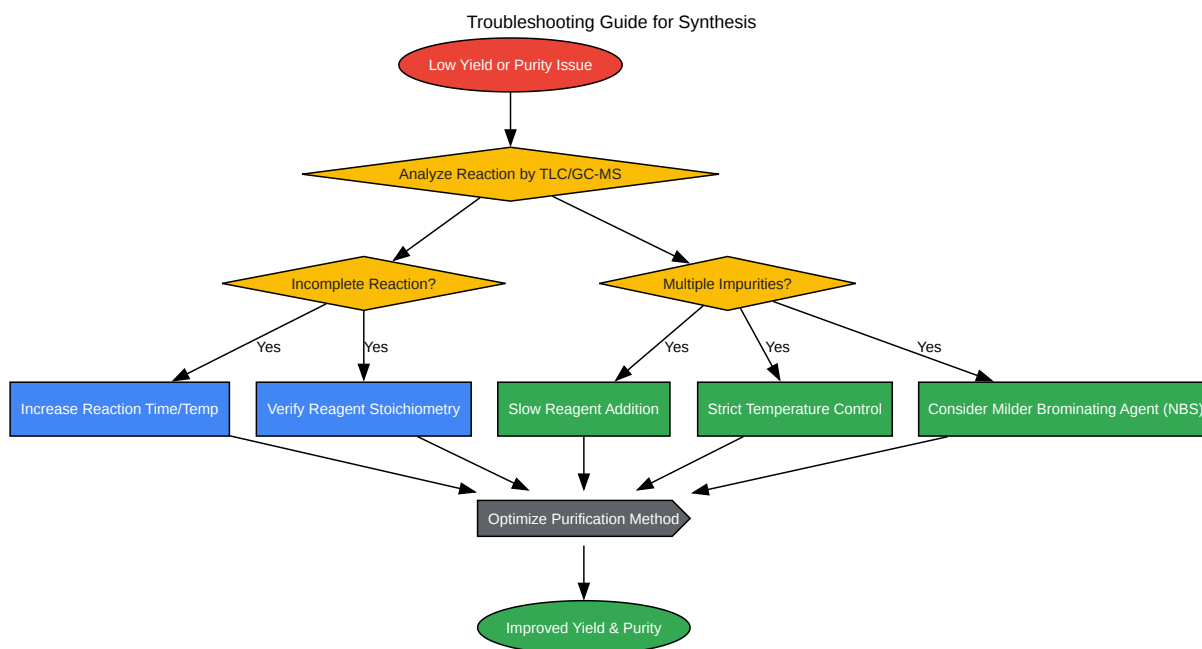 Troubleshooting Guide for Synthesis
Low Yield or Purity Issue
Analyze Reaction by TLC/GC-MS
Incomplete Reaction?
Multiple Impurities?
Yes
Yes
Yes
Yes
Yes
Increase Reaction Time/Temp
Verify Reagent Stoichiometry
Slow Reagent Addition
Strict Temperature Control
Consider Milder Brominating Agent (NBS)
Optimize Purification Method
Improved Yield & Purity